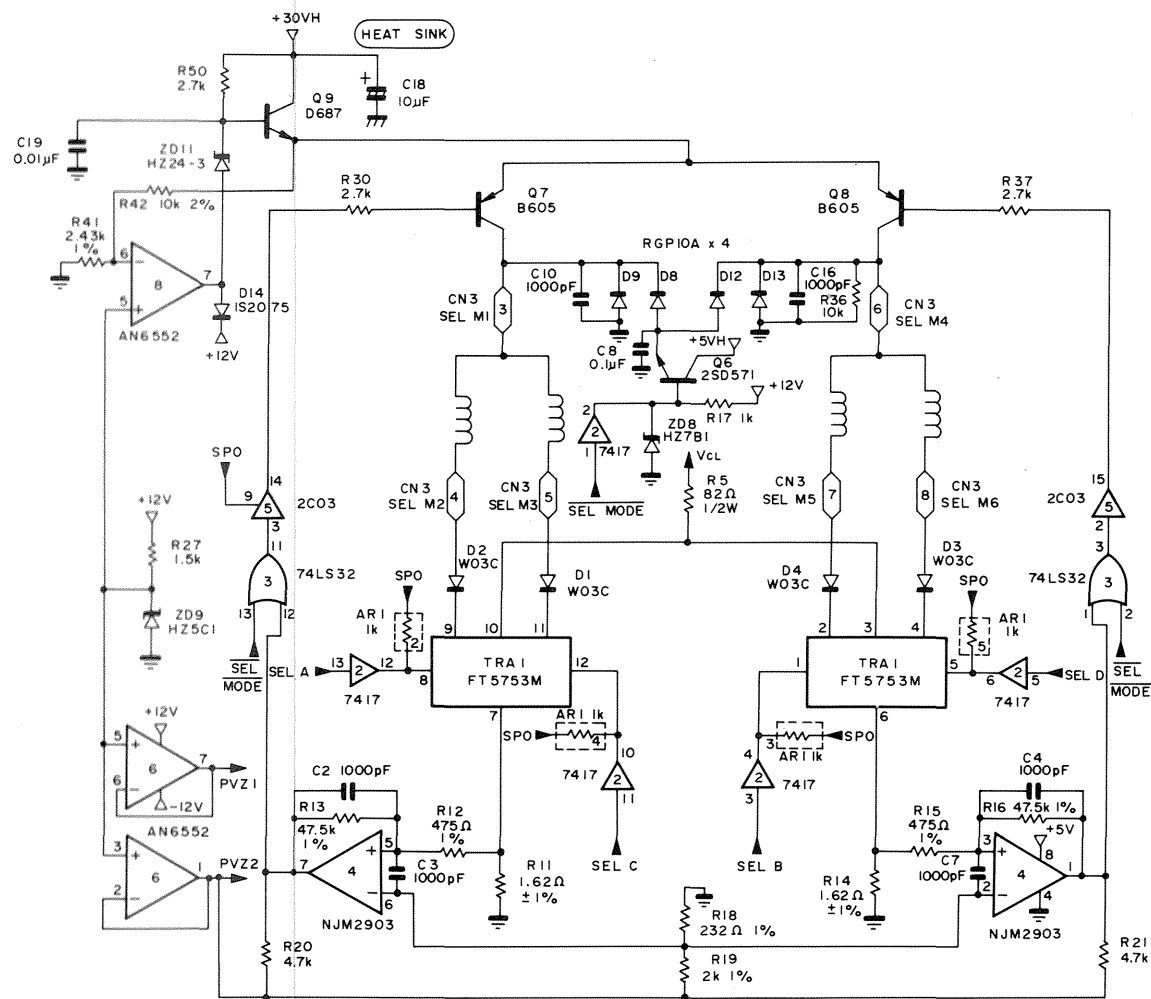 +30VH
HEAT SINK
R50
2.7k
Q9
D687
+
C18
10µF
C19
0.01µF
ZD11
HZ24-3
R42 10k 2%
R41
2.43k
1%
6
−
8
7
5
+
AN6552
D14
IS2075
+12V
R30
2.7k
Q7
B605
Q8
B605
R37
2.7k
RGP10A x 4
C10
1000pF
D9
D8
D12
D13
C16
1000pF
R36
10k
CN3
SEL M1
3
6
CN3
SEL M4
C8
0.1µF
+5VH
Q6
2SD571
+12V
R17 1k
2
2
7417
1
ZD8
HZ7B1
SEL MODE
VCL
R5
82Ω
1/2W
CN3
SEL M2
4
CN3
SEL M3
5
CN3
SEL M5
7
8
CN3
SEL M6
SPO
9
14
5
2C03
3
11
3
74LS32
13
12
SEL
MODE
15
2C03
5
2
3
74LS32
3
1
2
SEL
MODE
+12V
R27
1.5k
ZD9
HZ5C1
D2
W03C
D1
W03C
D4
W03C
D3
W03C
SPO
AR1
1k
2
SEL A
13
2
12
7417
9
10
11
8
TRA1
FT5753M
12
7
2
3
4
1
TRA1
FT5753M
5
6
SPO
AR1
1k
5
6
2
5
SEL D
7417
AR1 1k
SPO
4
10
7417
2
11
SEL C
SPO
3
AR1 1k
4
2
7417
3
SEL B
+12V
5
+
6
7
6
−
-12V
PVZ1
AN6552
3
+
6
1
2
−
PVZ2
C2 1000pF
R13
47.5k
1%
7
4
+
5
−
6
NJM2903
C3
1000pF
R12
475Ω
1%
R11
1.62Ω
±1%
R20
4.7k
R18
232Ω 1%
R19
2k 1%
R15
475Ω
1%
R14
1.62Ω
±1%
C4
1000pF
R16 47.5k 1%
+5V
C7
1000pF
3
+
8
4
1
2
−
4
NJM2903
R21
4.7k